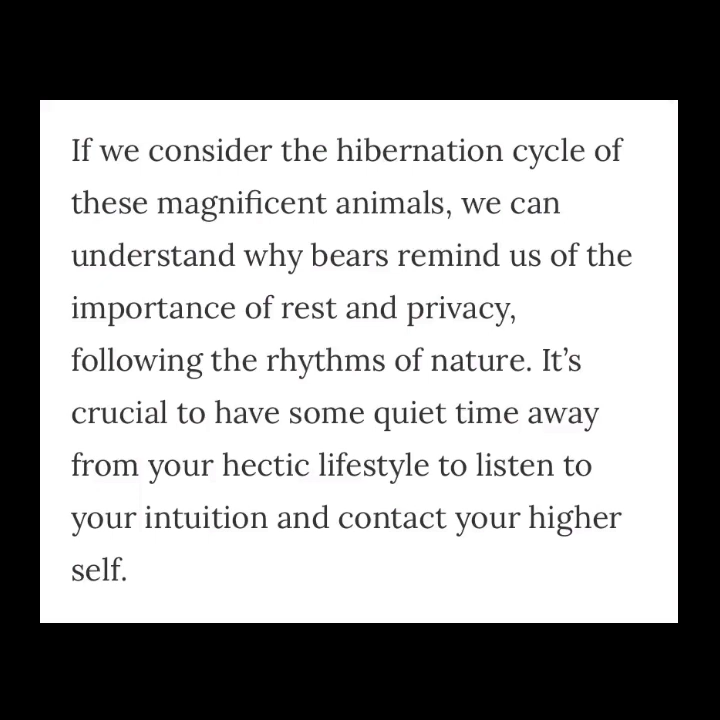 If we consider the hibernation cycle of
these magnificent animals, we can
understand why bears remind us of the
importance of rest and privacy,
following the rhythms of nature. It’s
crucial to have some quiet time away
from your hectic lifestyle to listen to
your intuition and contact your higher
self.